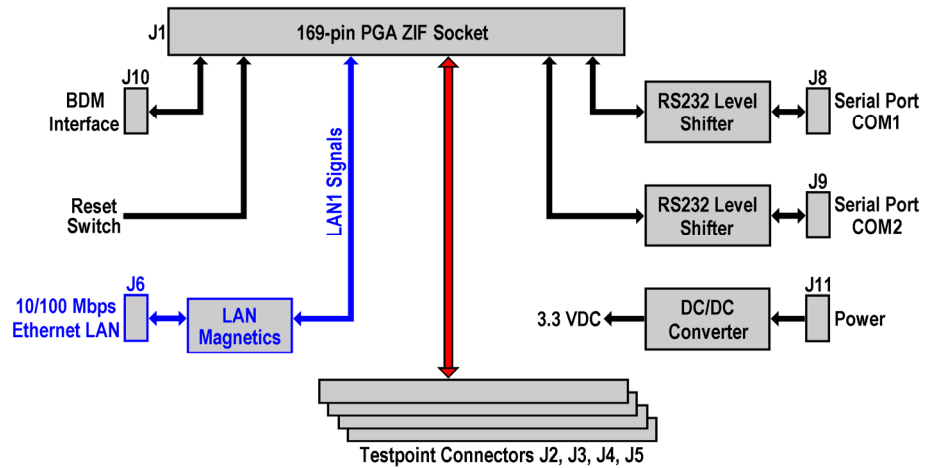 J1
169-pin PGA ZIF Socket
J10
BDM
Interface
RS232 Level
Shifter
J8
Serial Port
COM1
LAN1 Signals
Reset
Switch
RS232 Level
Shifter
J9
Serial Port
COM2
J6
10/100 Mbps
Ethernet LAN
LAN
Magnetics
3.3 VDC
DC/DC
Converter
J11
Power
Testpoint Connectors J2, J3, J4, J5